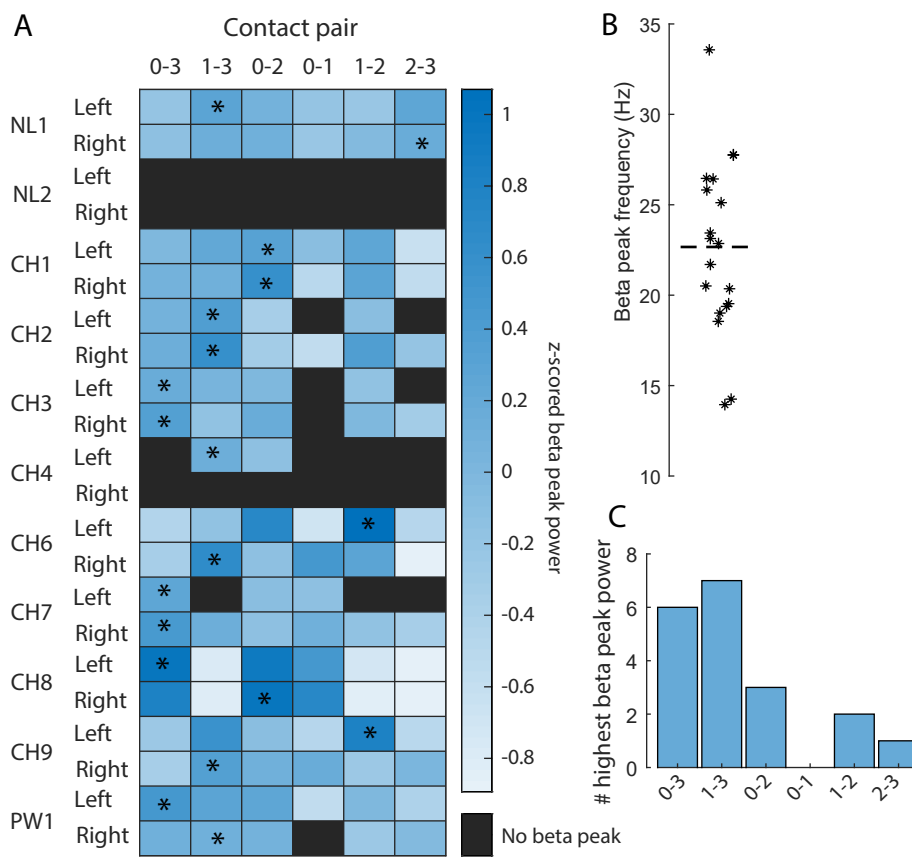 A
Contact pair
0-3 1-3 0-2 0-1 1-2 2-3
NL1
Left *
Right *
NL2
Left
Right
CH1
Left *
Right *
CH2
Left *
Right *
CH3
Left *
Right *
CH4
Left *
Right
CH6
Left *
Right *
CH7
Left *
Right *
CH8
Left *
Right *
CH9
Left *
Right *
PW1
Left *
Right *
1
0.8
0.6
0.4
0.2
0
-0.2
-0.4
-0.6
-0.8
z-scored beta peak power
No beta peak
B
Beta peak frequency (Hz)
35
30
25
20
15
10
C
# highest beta peak power
8
6
4
2
0
0-3 1-3 0-2 0-1 1-2 2-3